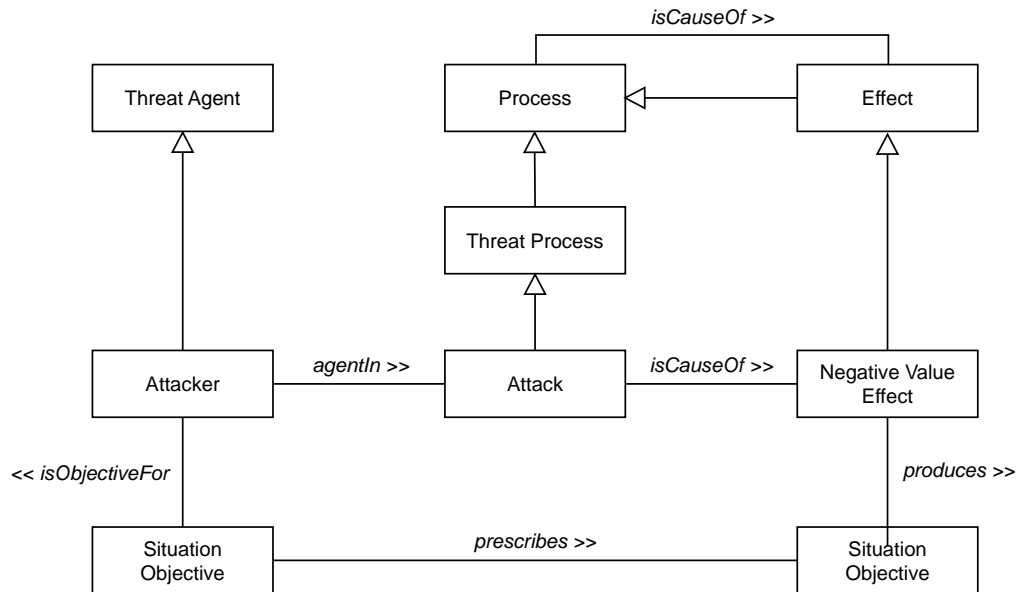 isCauseOf >>
Threat Agent
Process
Effect
Threat Process
Attacker
agentIn >>
Attack
isCauseOf >>
Negative Value
Effect
<< isObjectiveFor
produces >>
Situation
Objective
prescribes >>
Situation
Objective